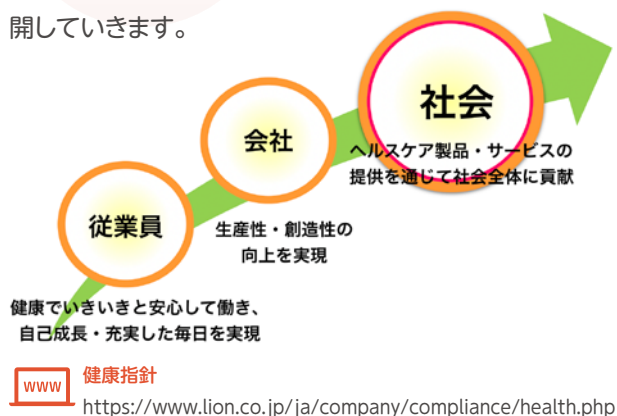 開していきます。
社会
ヘルスケア製品・サービスの
提供を通じて社会全体に貢献
会社
生産性・創造性の
向上を実現
従業員
健康でいきいきと安心して働き、
自己成長・充実した毎日を実現
www
健康指針
https://www.lion.co.jp/ja/company/compliance/health.php